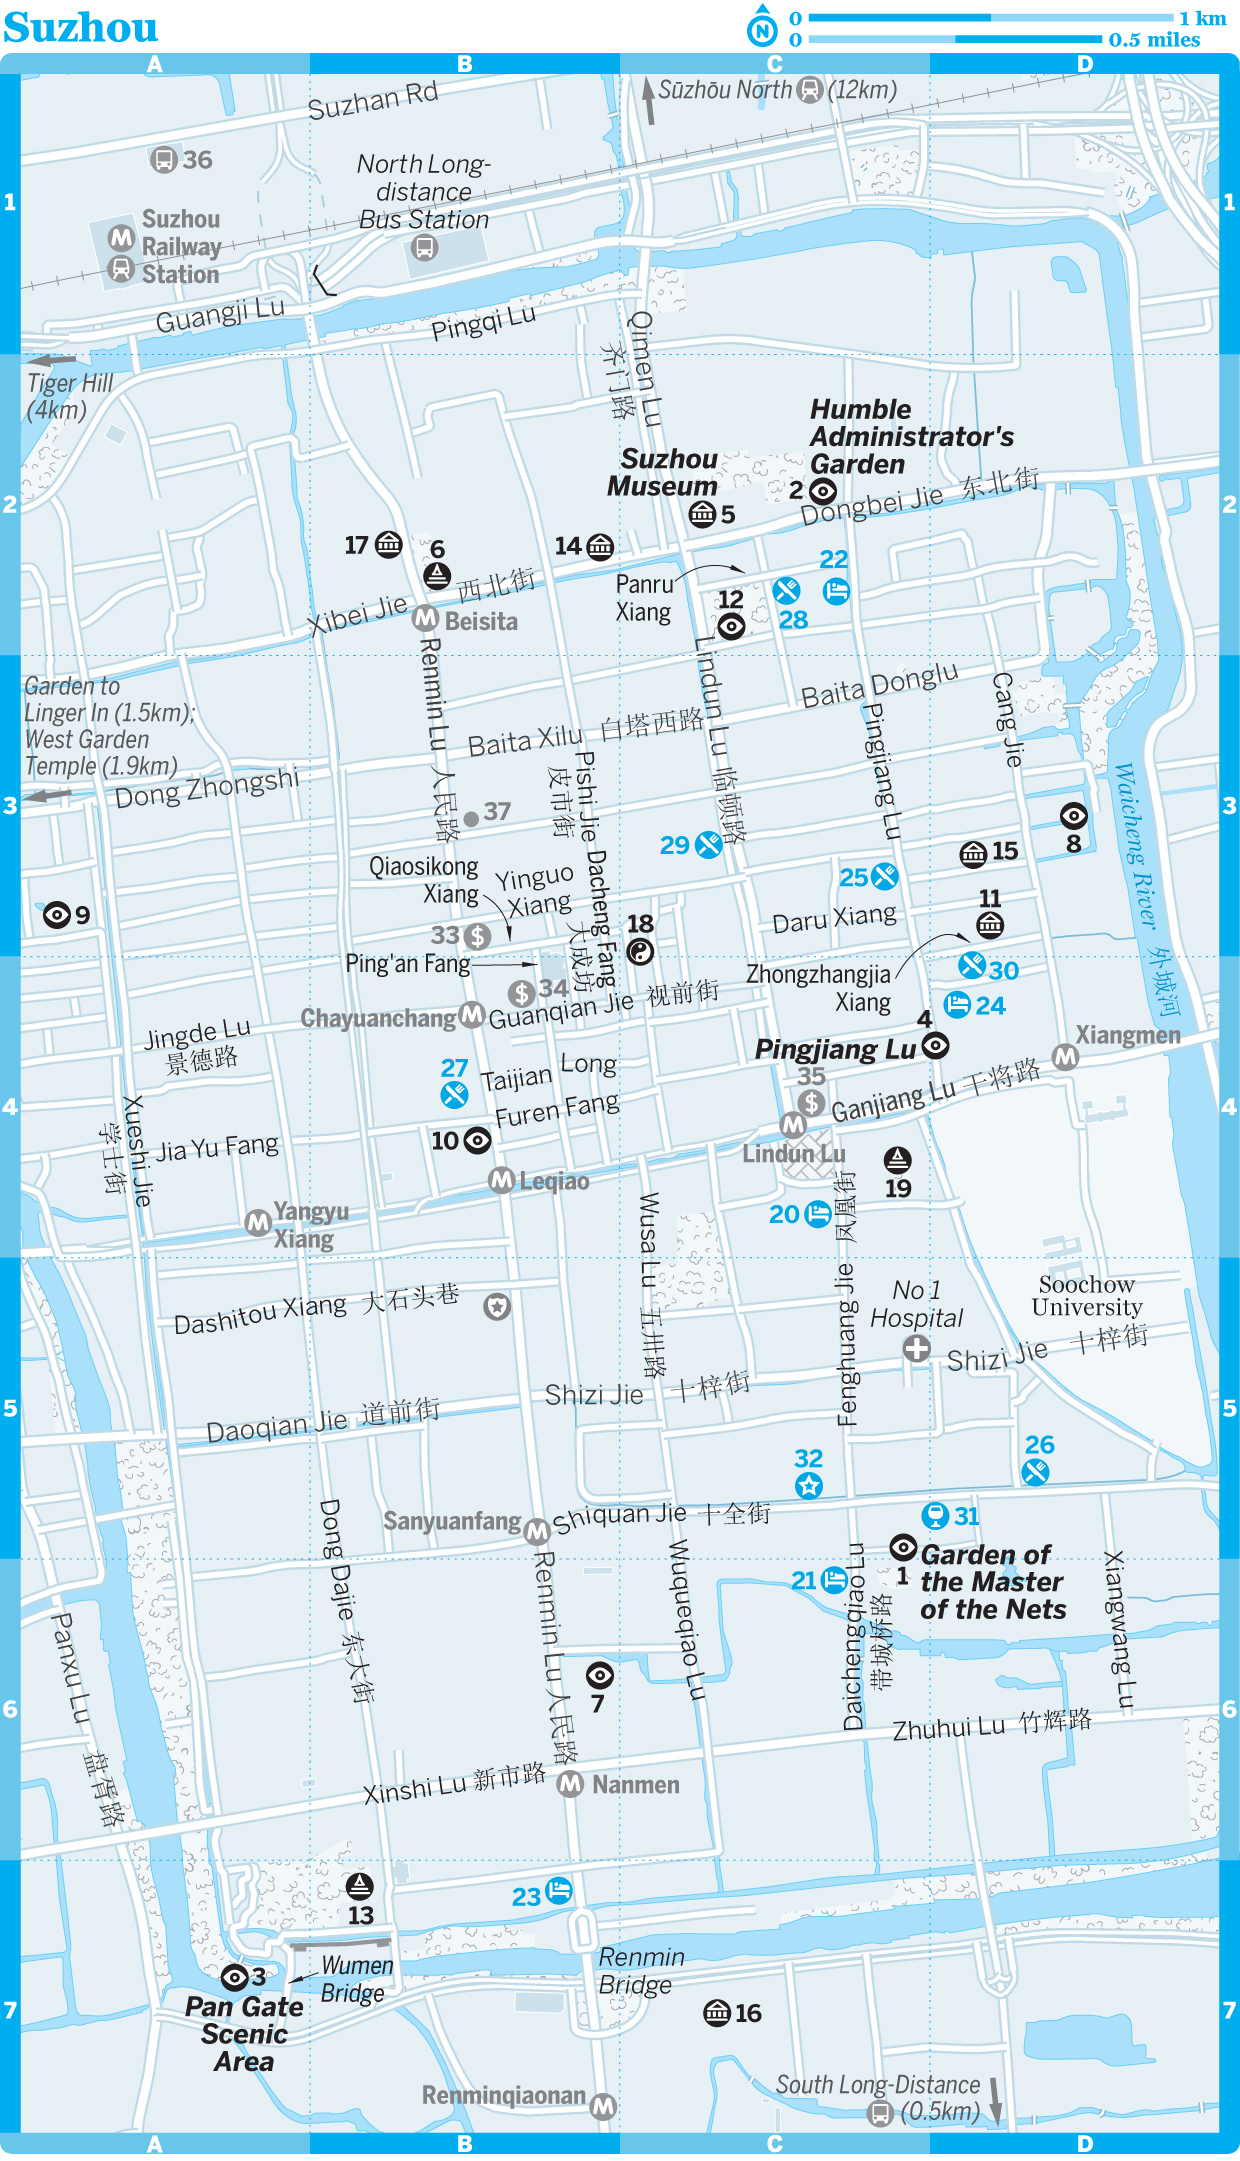 Suzhou
N
0
1 km
0
0.5 miles
A
B
C
D
Suzhan Rd
Sūzhōu North
(12km)
36
North Long-
distance
Bus Station
1
1
M
Suzhou
Railway
Station
Guangji Lu
Pingqi Lu
Qimen Lu
齐门路
Tiger Hill
(4km)
Humble
Administrator's
Garden
Suzhou
Museum
2
5
Dongbei Jie 东北街
2
2
17
6
14
22
西北街
Panru
Xiang
12
28
Xibei Jie
M Beisita
Renmin Lu
Lindun Lu
Baita Donglu
Garden to
Linger In (1.5km);
West Garden
Temple (1.9km)
Cang Jie
Pingjiang Lu
Baita Xilu 白塔西路
Dong Zhongshi
Pishi Jie
皮市街
临顿路
人民路
Waicheng River 外城河
3
3
37
8
29
15
Qiaosikong
Xiang
Yinguo
Xiang
Dacheng Fang
大成坊
25
11
9
33
$
18
Daru Xiang
Ping'an Fang
Zhongzhangjia
Xiang
30
$
34
24
Chayuanchang M
Guanqian Jie 视前街
4
Jingde Lu
景德路
Pingjiang Lu
Xiangmen
M
27
Taijian Long
35
$
Furen Fang
Ganjiang Lu 干将路
4
4
Xueshi Jie
学士街
Jia Yu Fang
10
M
Lindun Lu
M Leqiao
19
M
Yangyu
Xiang
20
凤凰街
Wusa Lu 五卅路
Soochow
University
Dashitou Xiang 大石头巷
No 1
Hospital
Fenghuang Jie
Shizi Jie 十梓街
Shizi Jie 十梓街
5
5
Daoqian Jie 道前街
32
26
Sanyuanfang M
Shiquan Jie 十全街
31
Dong Dajie 东大街
Renmin Lu 人民路
Wuqueqiao Lu
Daichengqiao Lu
带城桥路
1
Garden of
the Master
of the Nets
21
Xiangwang Lu
Panxu Lu 盘胥路
7
6
6
Zhuhui Lu 竹辉路
Xinshi Lu 新市路
M Nanmen
13
23
Wumen
Bridge
Renmin
Bridge
3
Pan Gate
Scenic
Area
7
7
16
South Long-Distance
(0.5km)
Renminqiaonan M
A
B
C
D